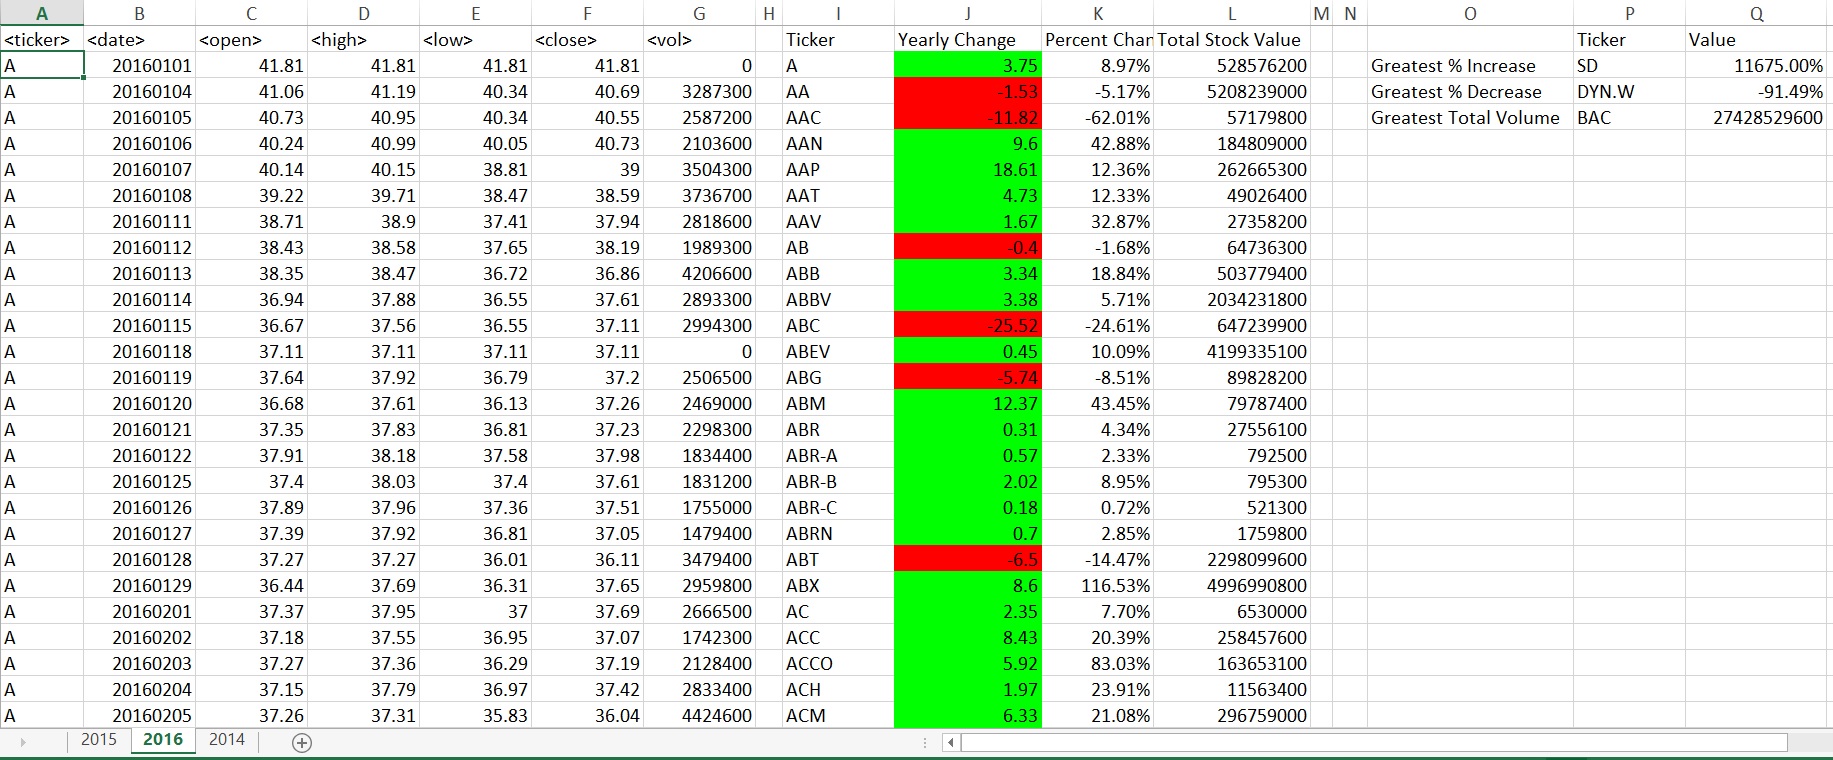 A B C D E F G H I J K L M N O P Q
<ticker> <date> <open> <high> <low> <close> <vol> Ticker Yearly Change Percent Chan Total Stock Value Ticker Value
A 20160101 41.81 41.81 41.81 41.81 0 A 3.75 8.97% 528576200 Greatest % Increase SD 11675.00%
A 20160104 41.06 41.19 40.34 40.69 3287300 AA -1.53 -5.17% 5208239000 Greatest % Decrease DYN.W -91.49%
A 20160105 40.73 40.95 40.34 40.55 2587200 AAC -11.82 -62.01% 57179800 Greatest Total Volume BAC 27428529600
A 20160106 40.24 40.99 40.05 40.73 2103600 AAN 9.6 42.88% 184809000
A 20160107 40.14 40.15 38.81 39 3504300 AAP 18.61 12.36% 262665300
A 20160108 39.22 39.71 38.47 38.59 3736700 AAT 4.73 12.33% 49026400
A 20160111 38.71 38.9 37.41 37.94 2818600 AAV 1.67 32.87% 27358200
A 20160112 38.43 38.58 37.65 38.19 1989300 AB -0.4 -1.68% 64736300
A 20160113 38.35 38.47 36.72 36.86 4206600 ABB 3.34 18.84% 503779400
A 20160114 36.94 37.88 36.55 37.61 2893300 ABBV 3.38 5.71% 2034231800
A 20160115 36.67 37.56 36.55 37.11 2994300 ABC -25.52 -24.61% 647239900
A 20160118 37.11 37.11 37.11 37.11 0 ABEV 0.45 10.09% 4199335100
A 20160119 37.64 37.92 36.79 37.2 2506500 ABG -5.74 -8.51% 89828200
A 20160120 36.68 37.61 36.13 37.26 2469000 ABM 12.37 43.45% 79787400
A 20160121 37.35 37.83 36.81 37.23 2298300 ABR 0.31 4.34% 27556100
A 20160122 37.91 38.18 37.58 37.98 1834400 ABR-A 0.57 2.33% 792500
A 20160125 37.4 38.03 37.4 37.61 1831200 ABR-B 2.02 8.95% 795300
A 20160126 37.89 37.96 37.36 37.51 1755000 ABR-C 0.18 0.72% 521300
A 20160127 37.39 37.92 36.81 37.05 1479400 ABRN 0.7 2.85% 1759800
A 20160128 37.27 37.27 36.01 36.11 3479400 ABT -6.5 -14.47% 2298099600
A 20160129 36.44 37.69 36.31 37.65 2959800 ABX 8.6 116.53% 4996990800
A 20160201 37.37 37.95 37 37.69 2666500 AC 2.35 7.70% 6530000
A 20160202 37.18 37.55 36.95 37.07 1742300 ACC 8.43 20.39% 258457600
A 20160203 37.27 37.36 36.29 37.19 2128400 ACCO 5.92 83.03% 163653100
A 20160204 37.15 37.79 36.97 37.42 2833400 ACH 1.97 23.91% 11563400
A 20160205 37.26 37.31 35.83 36.04 4424600 ACM 6.33 21.08% 296759000
2015 2016 2014